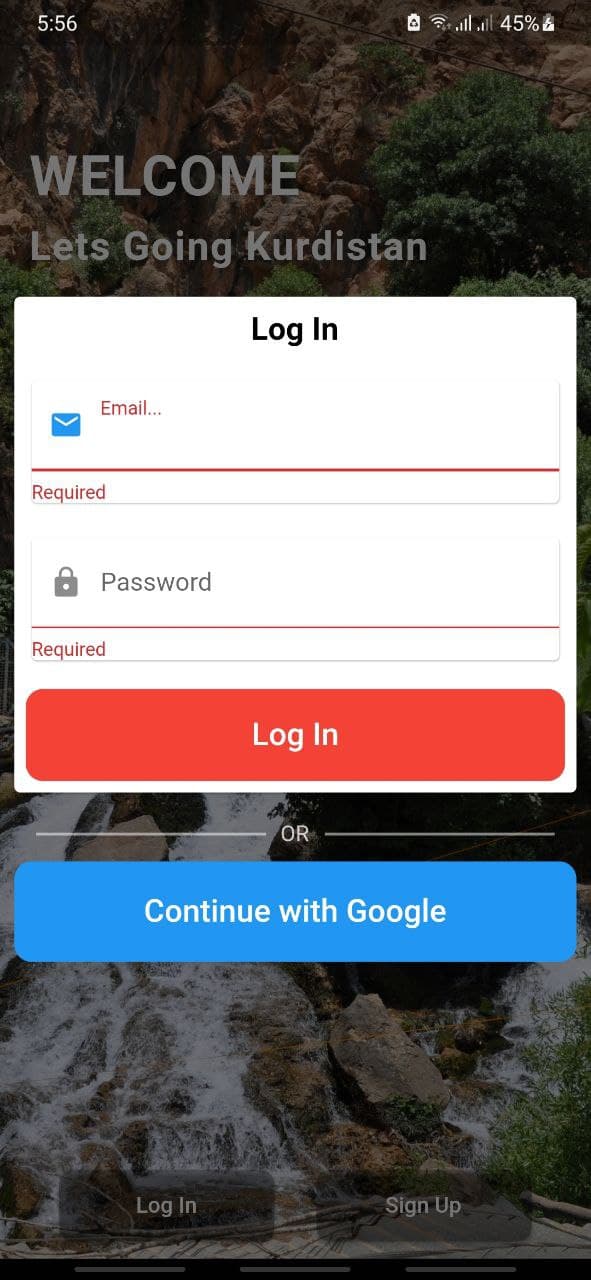 5:56
45%
WELCOME
Lets Going Kurdistan
Log In
Email...
Required
Password
Required
Log In
OR
Continue with Google
Log In
Sign Up